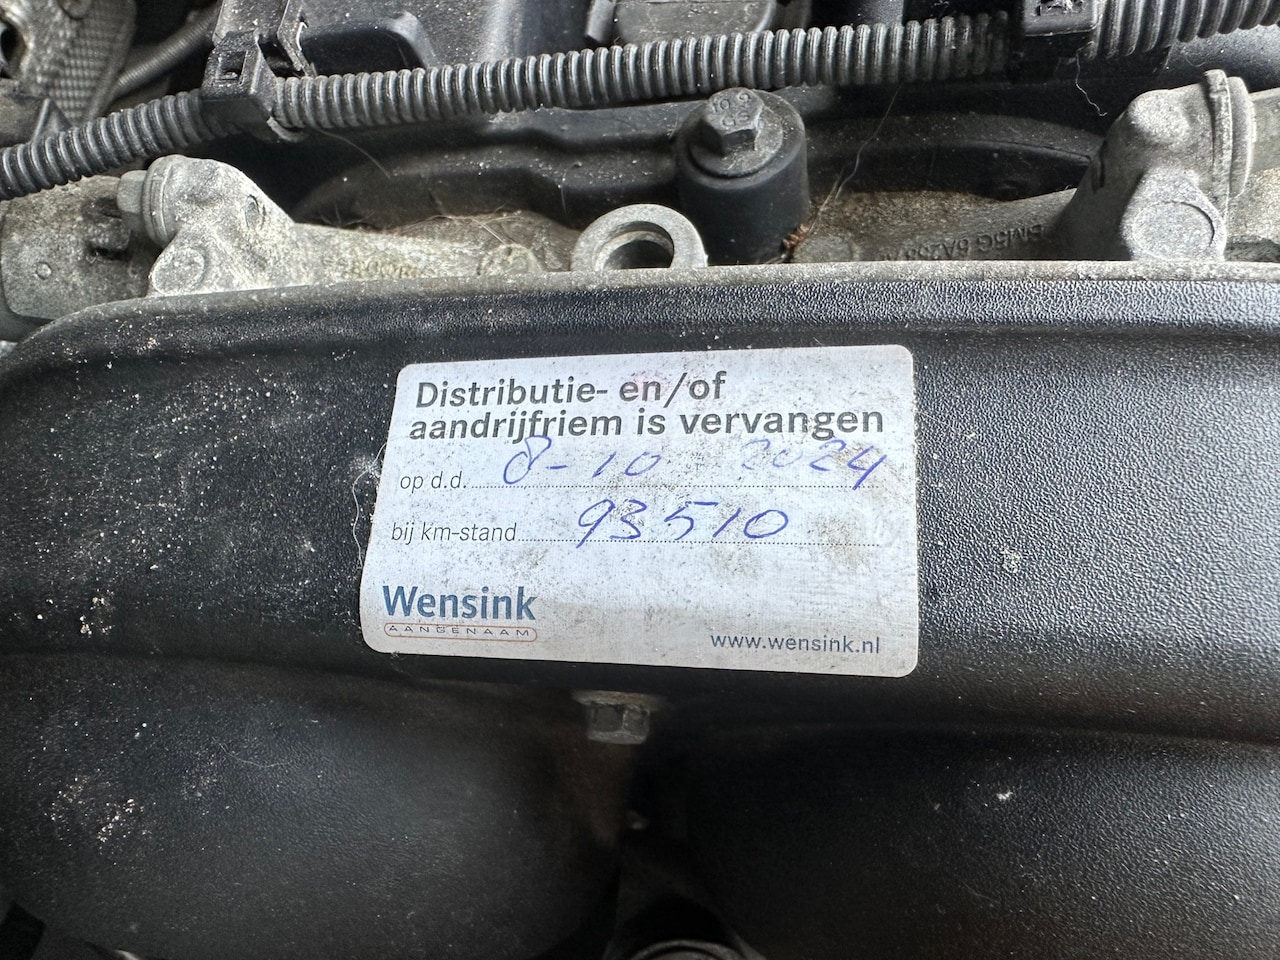 Distributie- en/of
aandrijfriem is vervangen
op d.d. 8-10 2024
bij km-stand 93510
Wensink
AANGENAAM
www.wensink.nl